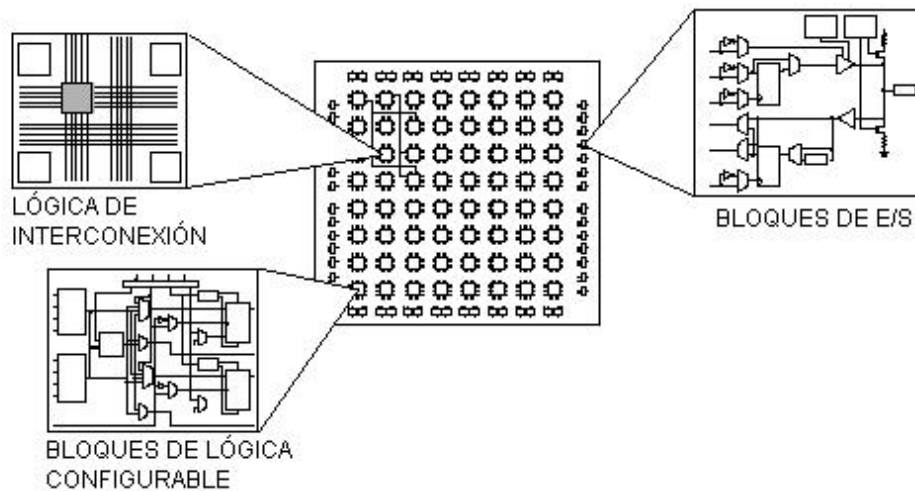 LÓGICA DE
INTERCONEXIÓN
BLOQUES DE E/S
BLOQUES DE LÓGICA
CONFIGURABLE